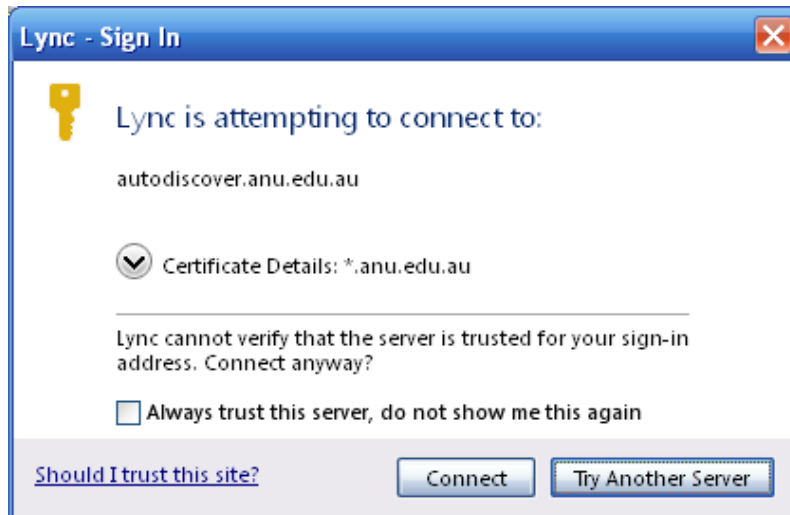 Lync - Sign In
Lync is attempting to connect to:
autodiscover.anu.edu.au
Certificate Details: *.anu.edu.au
Lync cannot verify that the server is trusted for your sign-in
address. Connect anyway?
Always trust this server, do not show me this again
Should I trust this site?
Connect
Try Another Server